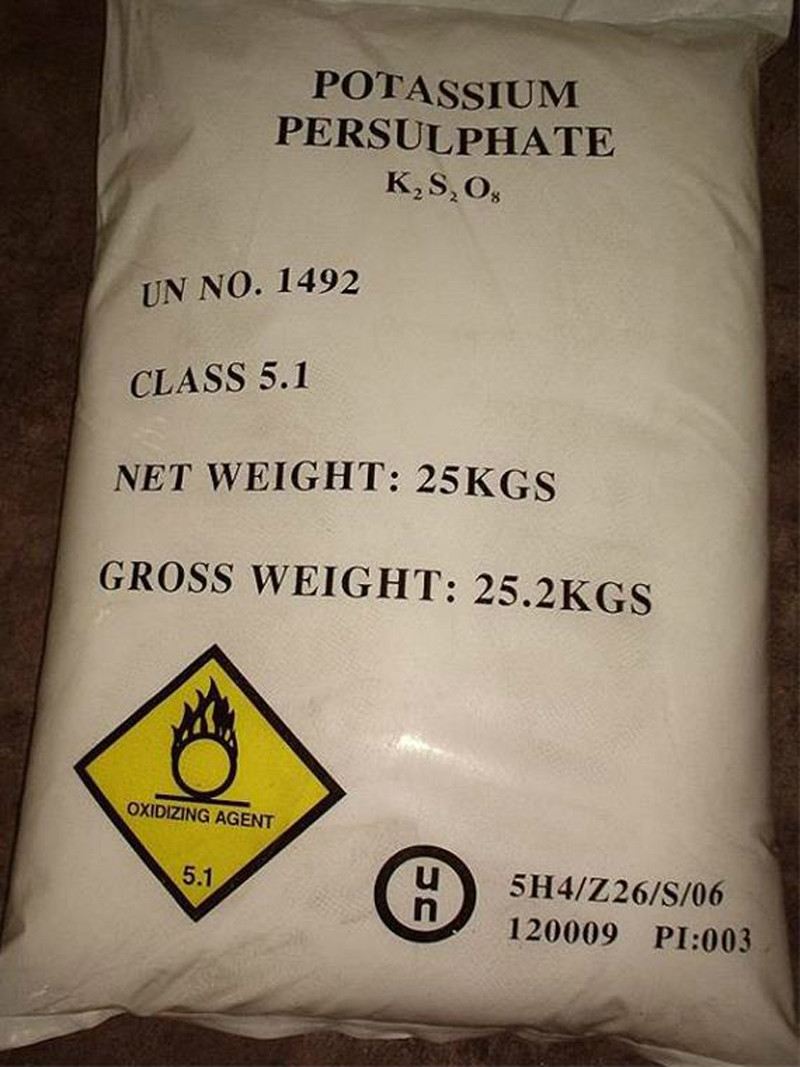 POTASSIUM
PERSULPHATE
K₂S₂O₈
UN NO. 1492
CLASS 5.1
NET WEIGHT: 25KGS
GROSS WEIGHT: 25.2KGS
OXIDIZING AGENT
5.1
u
n
5H4/Z26/S/06
120009 PI:003